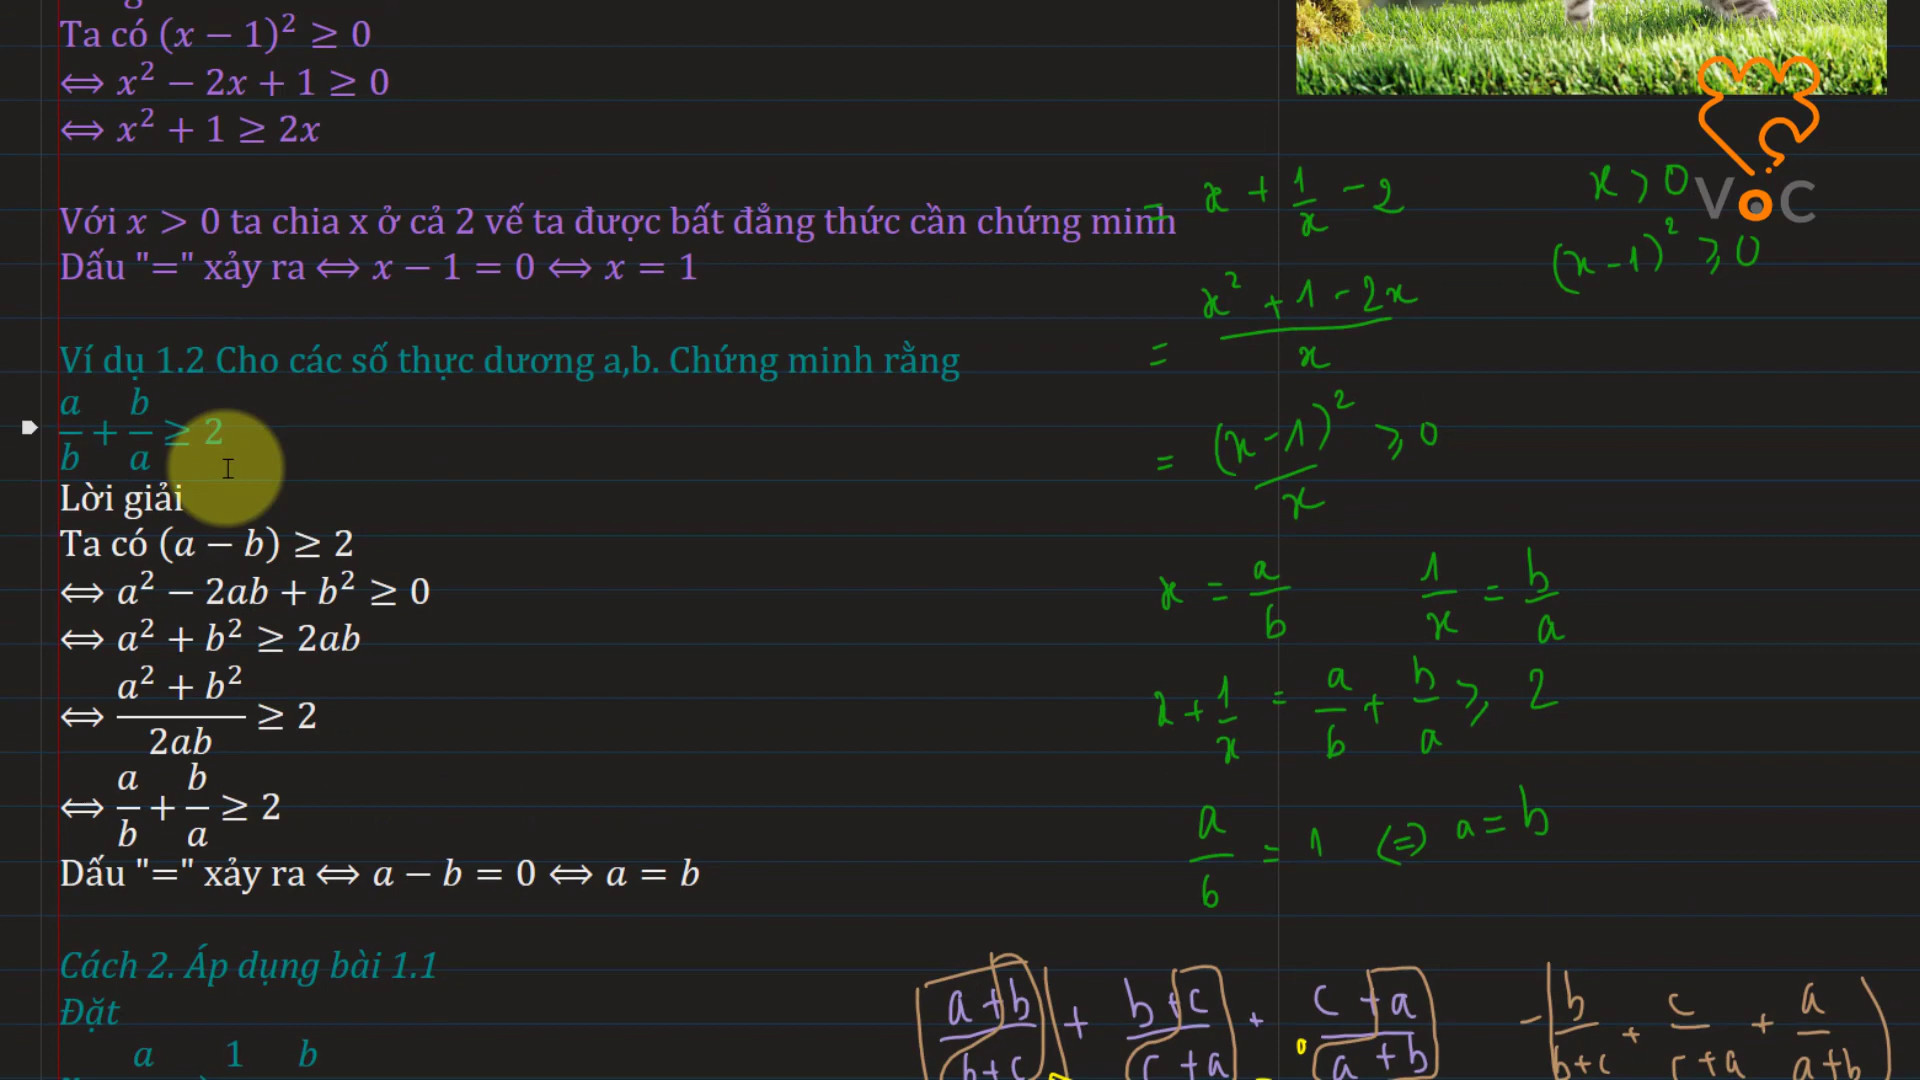 Ta có (x − 1)² ≥ 0
⟺ x² − 2x + 1 ≥ 0
⟺ x² + 1 ≥ 2x
Với x > 0 ta chia x ở cả 2 vế ta được bất đẳng thức cần chứng minh
Dấu "=" xảy ra ⟺ x − 1 = 0 ⟺ x = 1
Ví dụ 1.2 Cho các số thực dương a,b. Chứng minh rằng
a/b + b/a ≥ 2
Lời giải
Ta có (a − b) ≥ 2
⟺ a² − 2ab + b² ≥ 0
⟺ a² + b² ≥ 2ab
⟺ (a² + b²)/2ab ≥ 2
⟺ a/b + b/a ≥ 2
Dấu "=" xảy ra ⟺ a − b = 0 ⟺ a = b
Cách 2. Áp dụng bài 1.1
Đặt
a 1 b
VOC
x + 1/x − 2
x > 0
(x − 1)² ≥ 0
= (x² + 1 − 2x)/x
= (x − 1)²/x ≥ 0
x = a/b 1/x = b/a
x + 1/x = a/b + b/a ≥ 2
a/b = 1 ⟺ a = b
(a+b)/(b+c) + (b+c)/(c+a) + (c+a)/(a+b) − (b/(b+c) + c/(c+a) + a/(a+b))